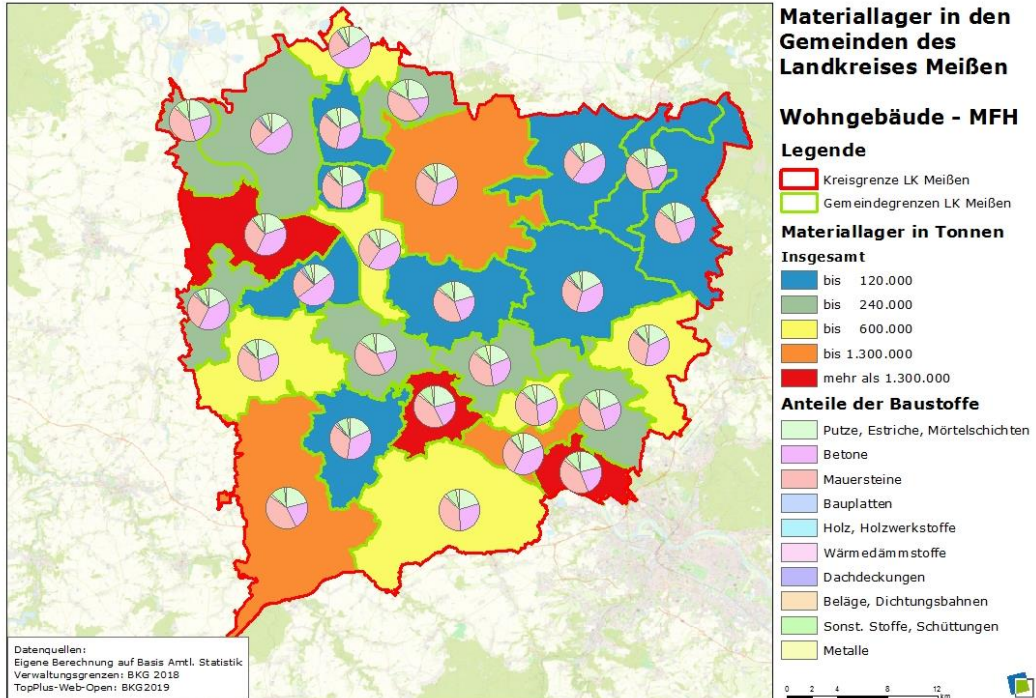 Materiallager in den
Gemeinden des
Landkreises Meißen
Wohngebäude - MFH
Legende
Kreisgrenze LK Meißen
Gemeindegrenzen LK Meißen
Materiallager in Tonnen
Insgesamt
bis 120.000
bis 240.000
bis 600.000
bis 1.300.000
mehr als 1.300.000
Anteile der Baustoffe
Putze, Estriche, Mörtelschichten
Betone
Mauersteine
Bauplatten
Holz, Holzwerkstoffe
Wärmedämmstoffe
Dachdeckungen
Beläge, Dichtungsbahnen
Sonst. Stoffe, Schüttungen
Metalle
Datenquellen:
Eigene Berechnung auf Basis Amtl. Statistik
Verwaltungsgrenzen: BKG 2018
TopPlus-Web-Open: BKG2019
0 2 4 8 12
km